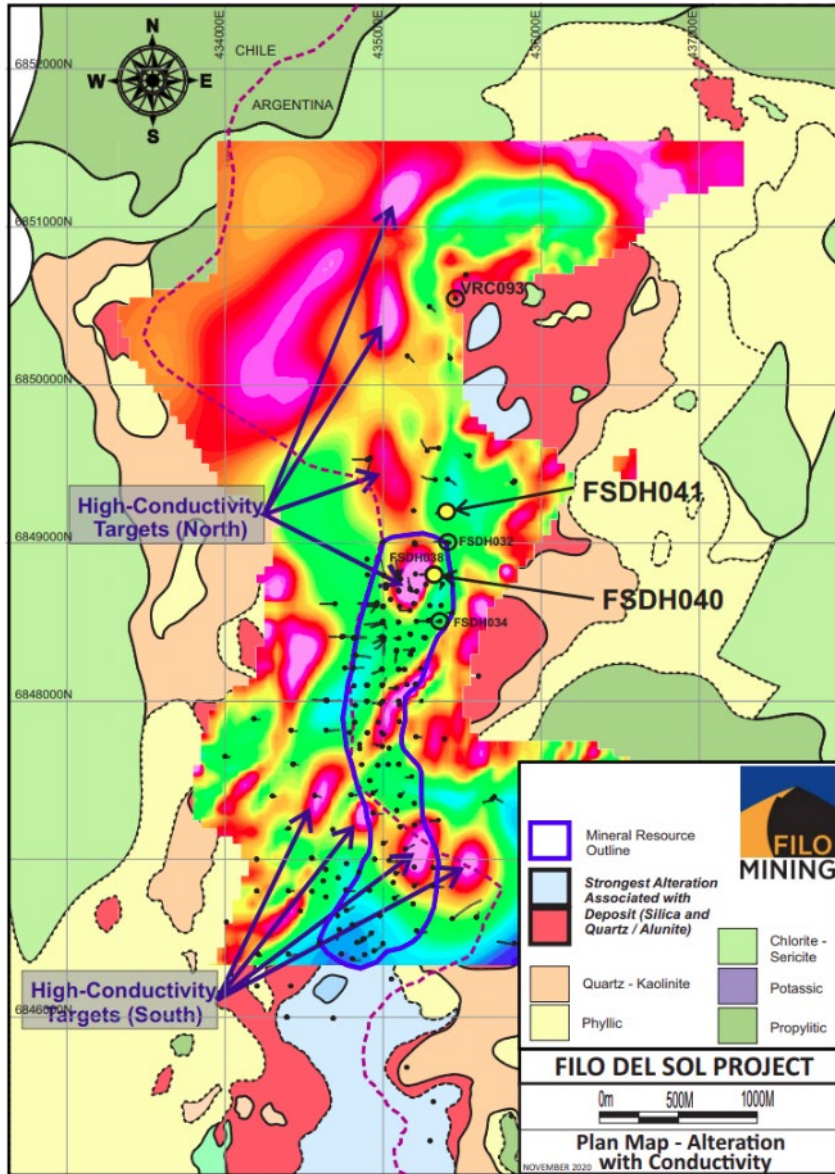 N
W E
S
CHILE
ARGENTINA
434000E
435000E
436000E
437000E
6852000N
6851000N
6850000N
6849000N
6848000N
6846000N
VRC093
High-Conductivity
Targets (North)
FSDH041
FSDH032
FSDH038
FSDH040
FSDH034
High-Conductivity
Targets (South)
FILO
MINING
Mineral Resource
Outline
Strongest Alteration
Associated with
Deposit (Silica and
Quartz / Alunite)
Quartz - Kaolinite
Phyllic
Chlorite -
Sericite
Potassic
Propylitic
FILO DEL SOL PROJECT
0m 500M 1000M
NOVEMBER 2020
Plan Map - Alteration
with Conductivity